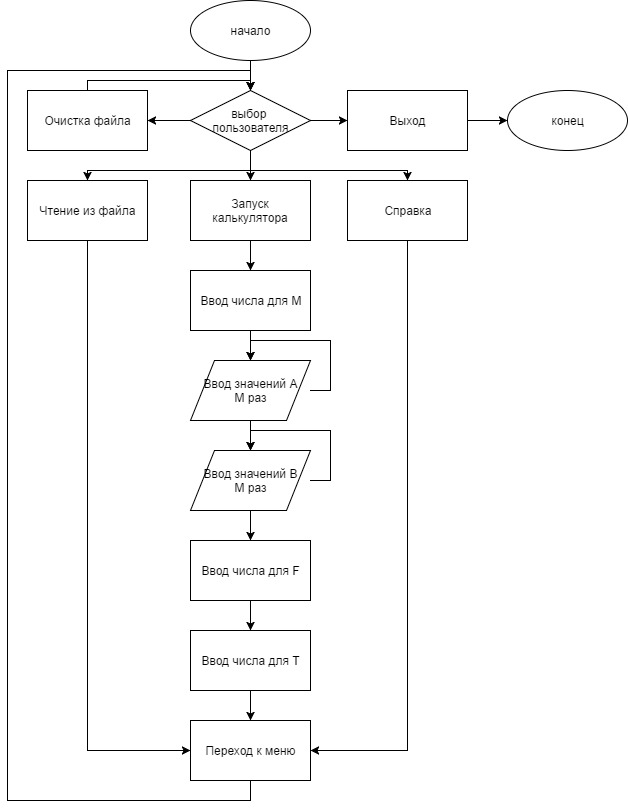 начало
Очистка файла
выбор
пользователя
Выход
конец
Чтение из файла
Запуск
калькулятора
Справка
Ввод числа для М
Ввод значений А
М раз
Ввод значений В
М раз
Ввод числа для F
Ввод числа для Т
Переход к меню